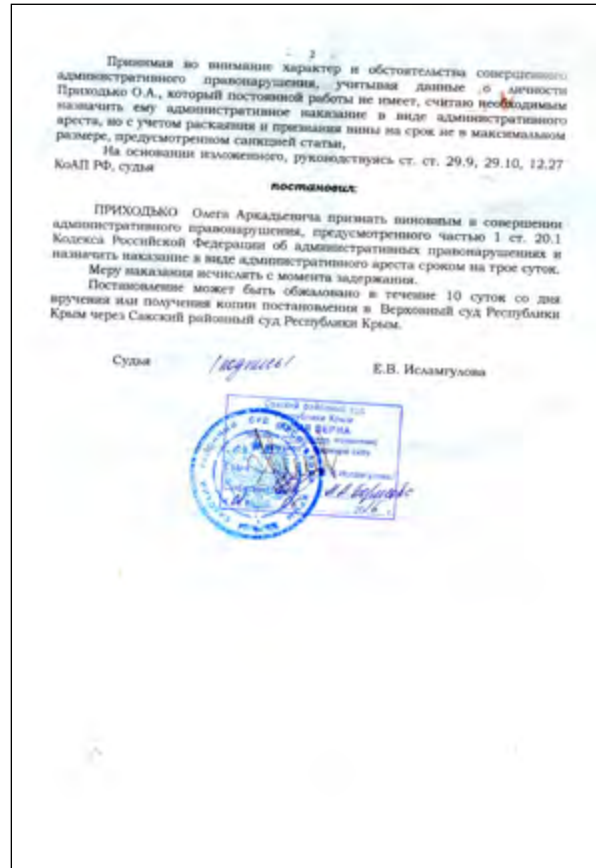 2
Принимая во внимание характер и обстоятельства совершенного
административного правонарушения, учитывая данные о личности
Приходько О.А., который постоянной работы не имеет, считаю необходимым
назначить ему административное наказание в виде административного
ареста, но с учетом раскаяния и признания вины на срок не в максимальном
размере, предусмотренном санкцией статьи,
На основании изложенного, руководствуясь ст. ст. 29.9, 29.10, 12.27
КоАП РФ, судья
постановил:
ПРИХОДЬКО Олега Аркадьевича признать виновным в совершении
административного правонарушения, предусмотренного частью 1 ст. 20.1
Кодекса Российской Федерации об административных правонарушениях и
назначить наказание в виде административного ареста сроком на трое суток.
Меру наказания исчислять с момента задержания.
Постановление может быть обжаловано в течение 10 суток со дня
вручения или получения копии постановления в Верховный суд Республики
Крым через Сакский районный суд Республики Крым.
Судья /подпись/ Е.В. Исламгулова
Сакский районный суд
Республики Крым
ВЕРНА